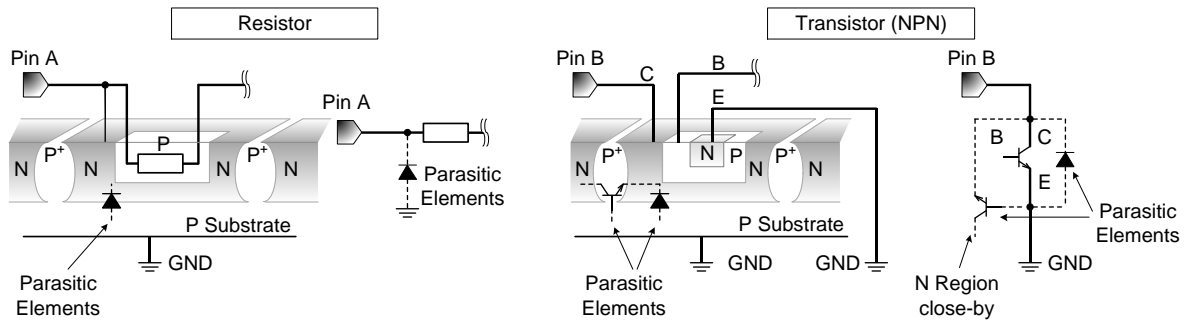 Resistor
Transistor (NPN)
Pin A
Pin A
N
P+
N
P
N
P+
N
Parasitic
Elements
P Substrate
GND
Parasitic
Elements
Pin B
C
B
E
N
P+
N
N
P
N
P+
N
P Substrate
GND
GND
Parasitic
Elements
Pin B
B
C
E
Parasitic
Elements
GND
N Region
close-by